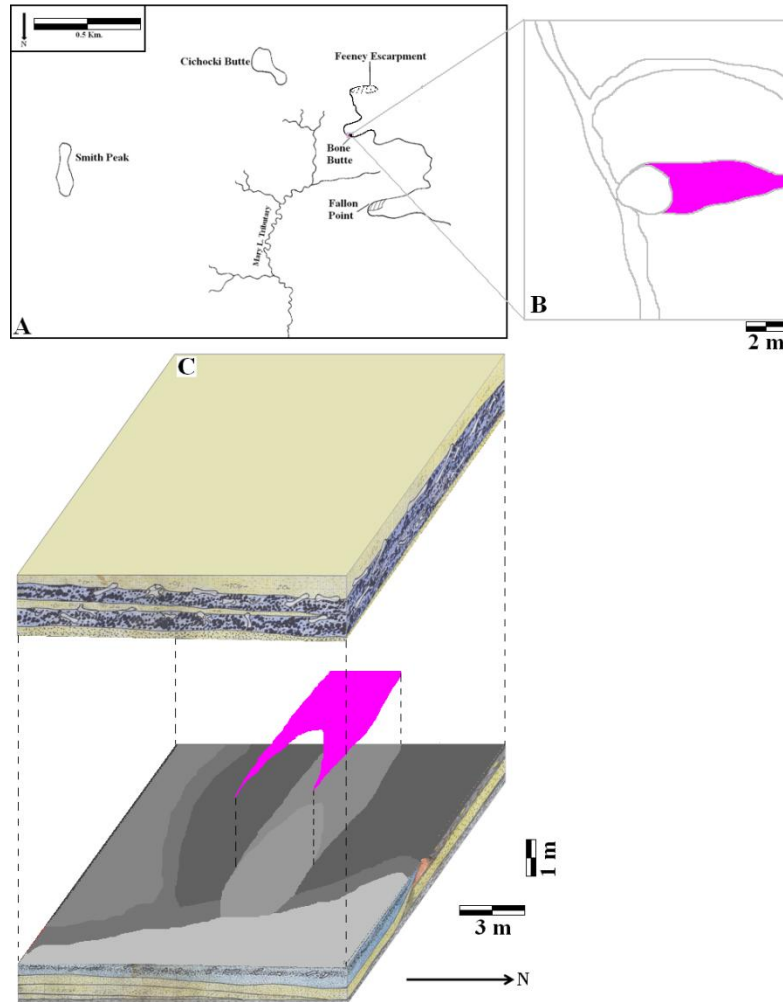 0.5 Km.
N
Cichocki Butte
Feeney Escarpment
Smith Peak
Bone
Butte
Fallon
Point
Mary L. Tributary
A
B
2 m
C
1 m
3 m
N